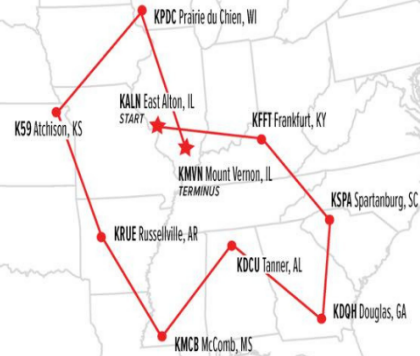 KPDC Prairie du Chien, WI
KALN East Alton, IL
START
KFFT Frankfurt, KY
K59 Atchison, KS
KMVN Mount Vernon, IL
TERMINUS
KSPA Spartanburg, SC
KRUE Russellville, AR
KDCU Tanner, AL
KDQH Douglas, GA
KMCB McComb, MS